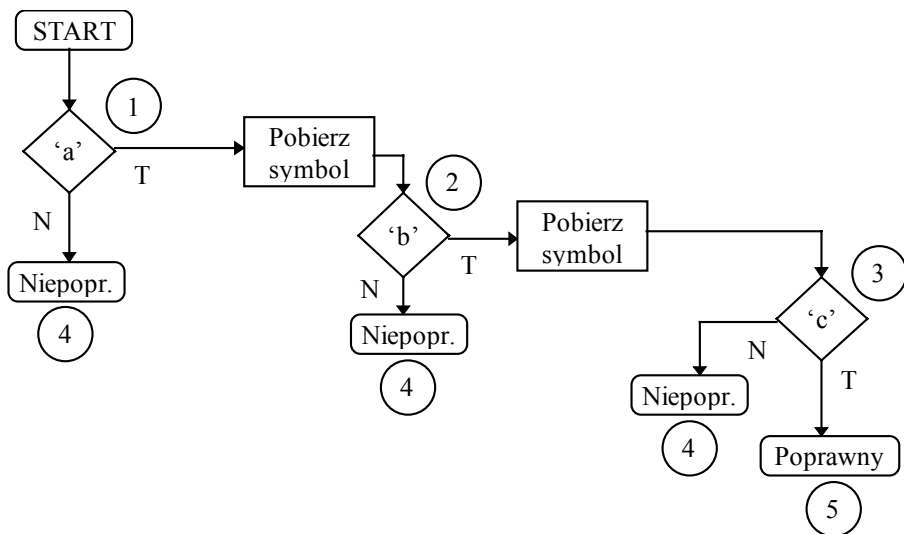 START
1
‘a’
T
N
Niepopr.
4
Pobierz
symbol
2
‘b’
T
N
Niepopr.
4
Pobierz
symbol
3
‘c’
N
T
Niepopr.
4
Poprawny
5